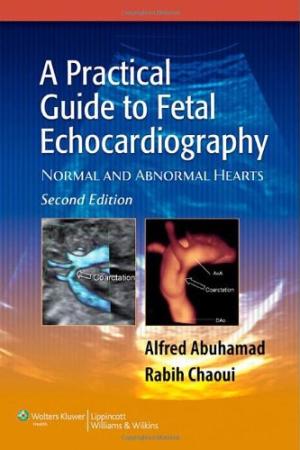 A Practical
Guide to Fetal
Echocardiography
NORMAL AND ABNORMAL HEARTS
Second Edition
Coarctation
AoA
Coarctation
DAo
Alfred Abuhamad
Rabih Chaoui
Wolters Kluwer
Health
Lippincott
Williams & Wilkins